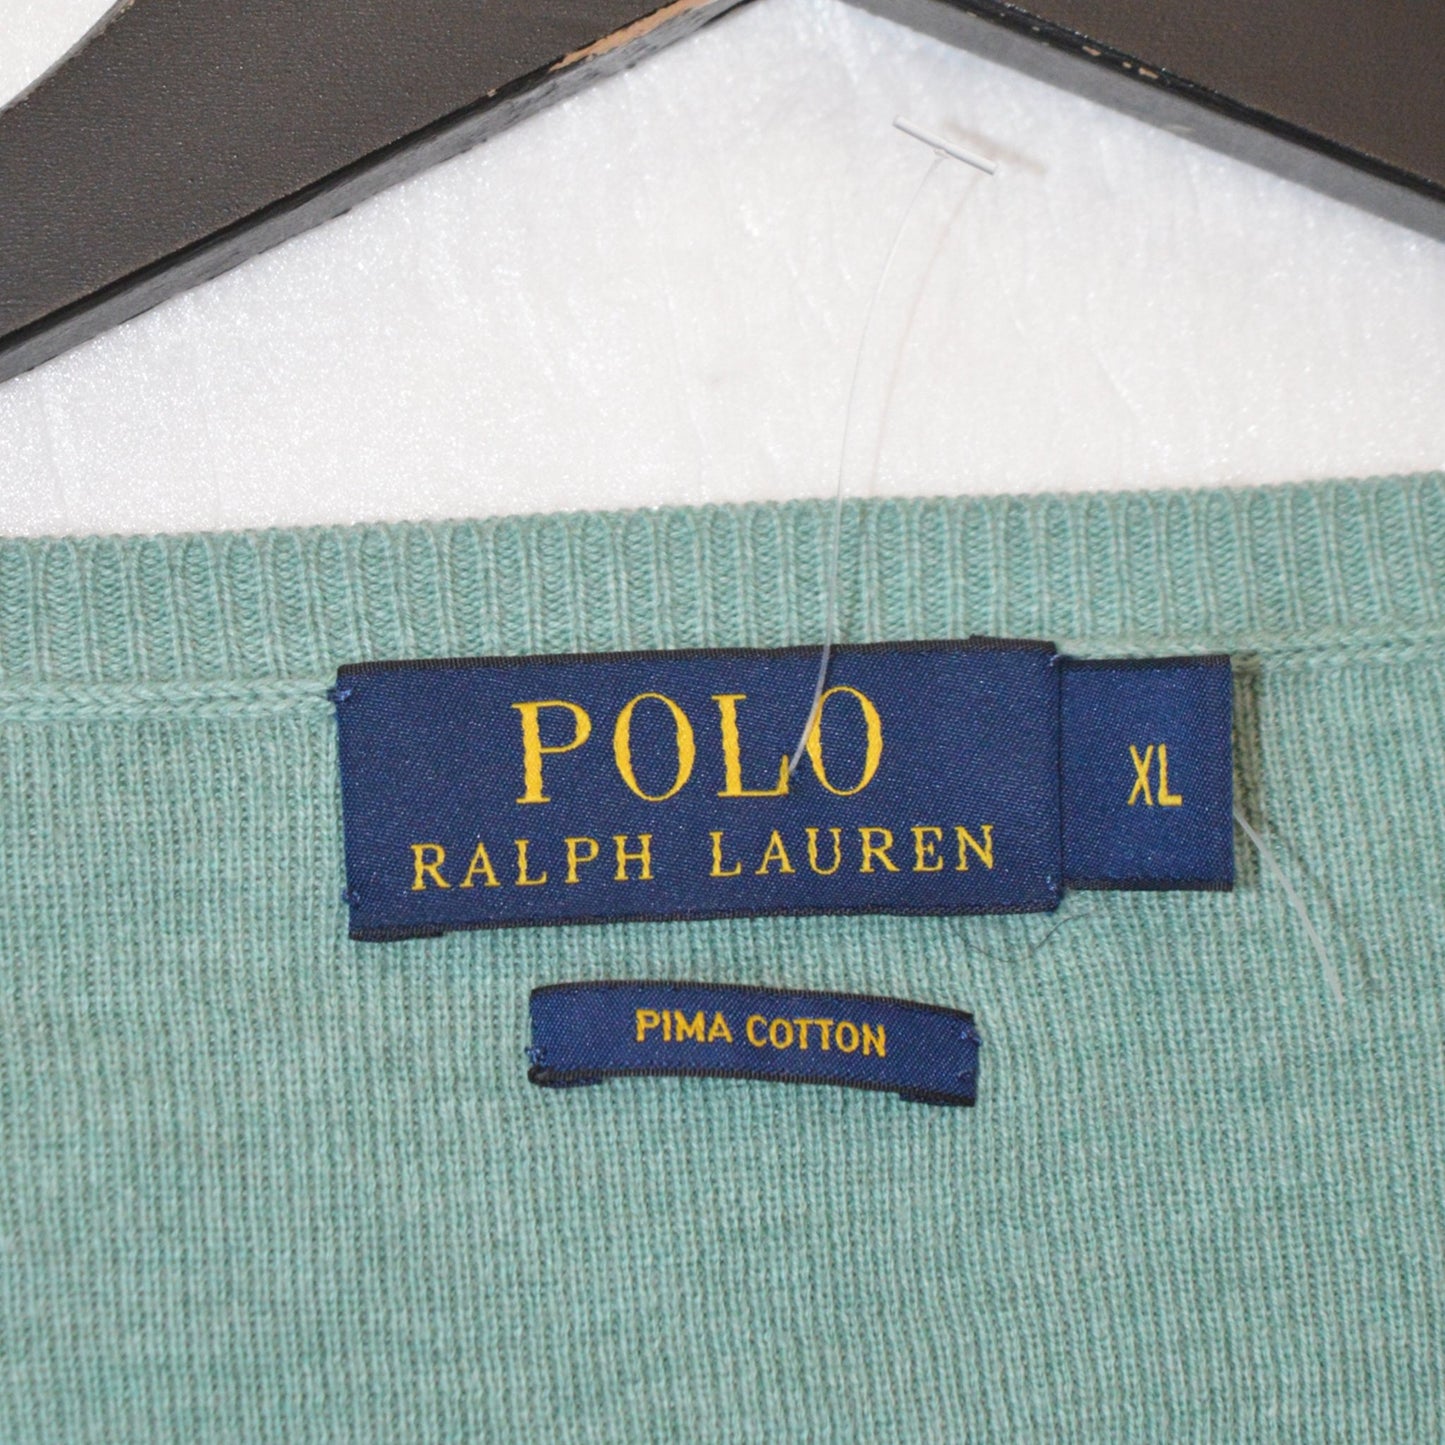 POLO
RALPH LAUREN
XL
PIMA COTTON